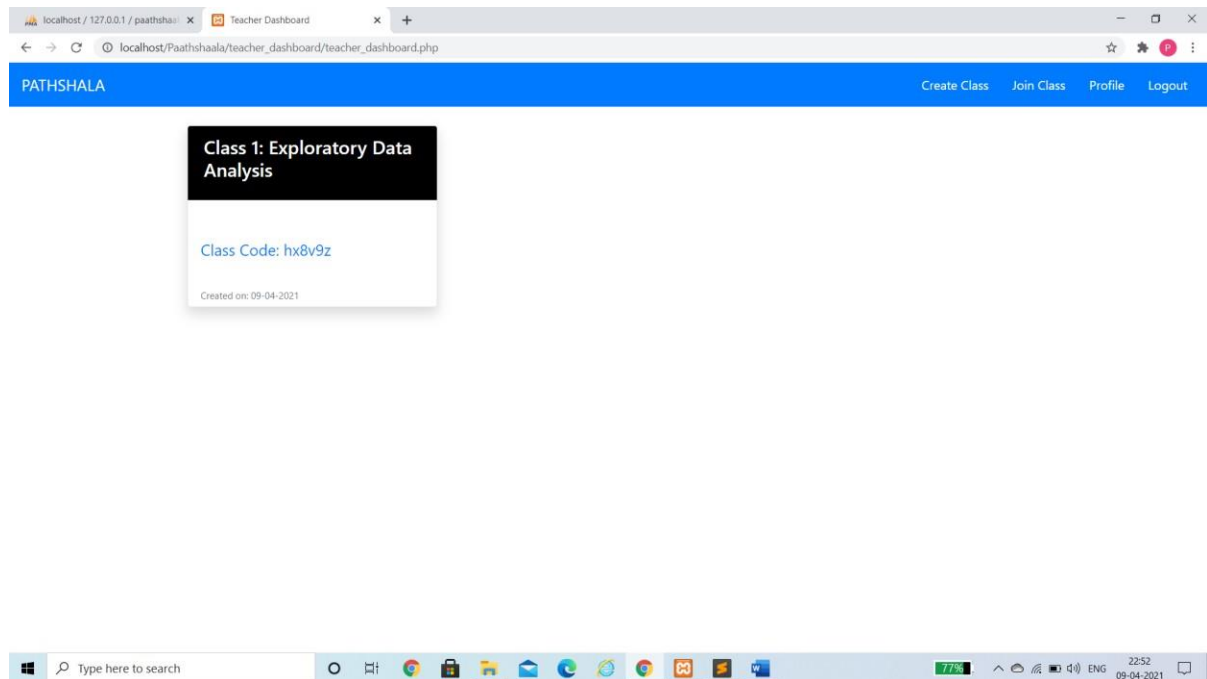 localhost / 127.0.0.1 / paathshaal
Teacher Dashboard
localhost/Paathshaala/teacher_dashboard/teacher_dashboard.php
P
PATHSHALA
Create Class Join Class Profile Logout
Class 1: Exploratory Data
Analysis
Class Code: hx8v9z
Created on: 09-04-2021
Type here to search
77%
ENG
22:52
09-04-2021